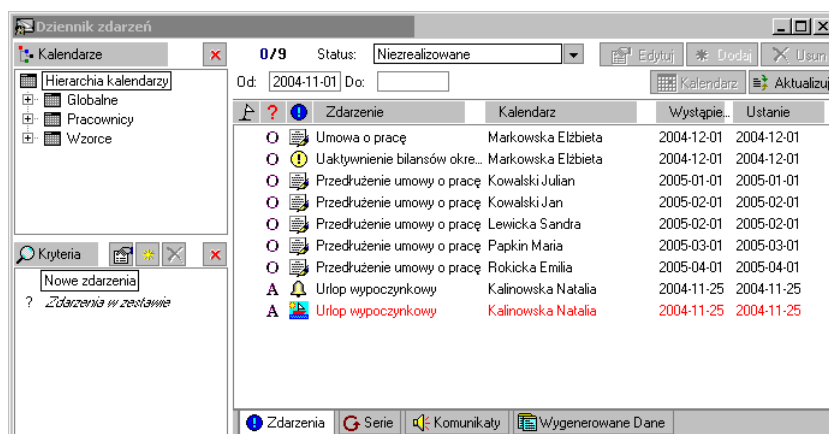 Dziennik zdarzeń
Kalendarze
Hierarchia kalendarzy
Globalne
Pracownicy
Wzorce
Kryteria
Nowe zdarzenia
? Zdarzenia w zestawie
0/9 Status: Niezrealizowane Edytuj Dodaj Usun
Od: 2004-11-01 Do: Kalendarz Aktualizuj
? Zdarzenie Kalendarz Wystąpie... Ustanie
O Umowa o pracę Markowska Elżbieta 2004-12-01 2004-12-01
O Uaktywnienie bilansów okre... Markowska Elżbieta 2004-12-01 2004-12-01
O Przedłużenie umowy o pracę Kowalski Julian 2005-01-01 2005-01-01
O Przedłużenie umowy o pracę Kowalski Jan 2005-02-01 2005-02-01
O Przedłużenie umowy o pracę Lewicka Sandra 2005-02-01 2005-02-01
O Przedłużenie umowy o pracę Papkin Maria 2005-03-01 2005-03-01
O Przedłużenie umowy o pracę Rokicka Emilia 2005-04-01 2005-04-01
A Urlop wypoczynkowy Kalinowska Natalia 2004-11-25 2004-11-25
A Urlop wypoczynkowy Kalinowska Natalia 2004-11-25 2004-11-25
Zdarzenia Serie Komunikaty Wygenerowane Dane